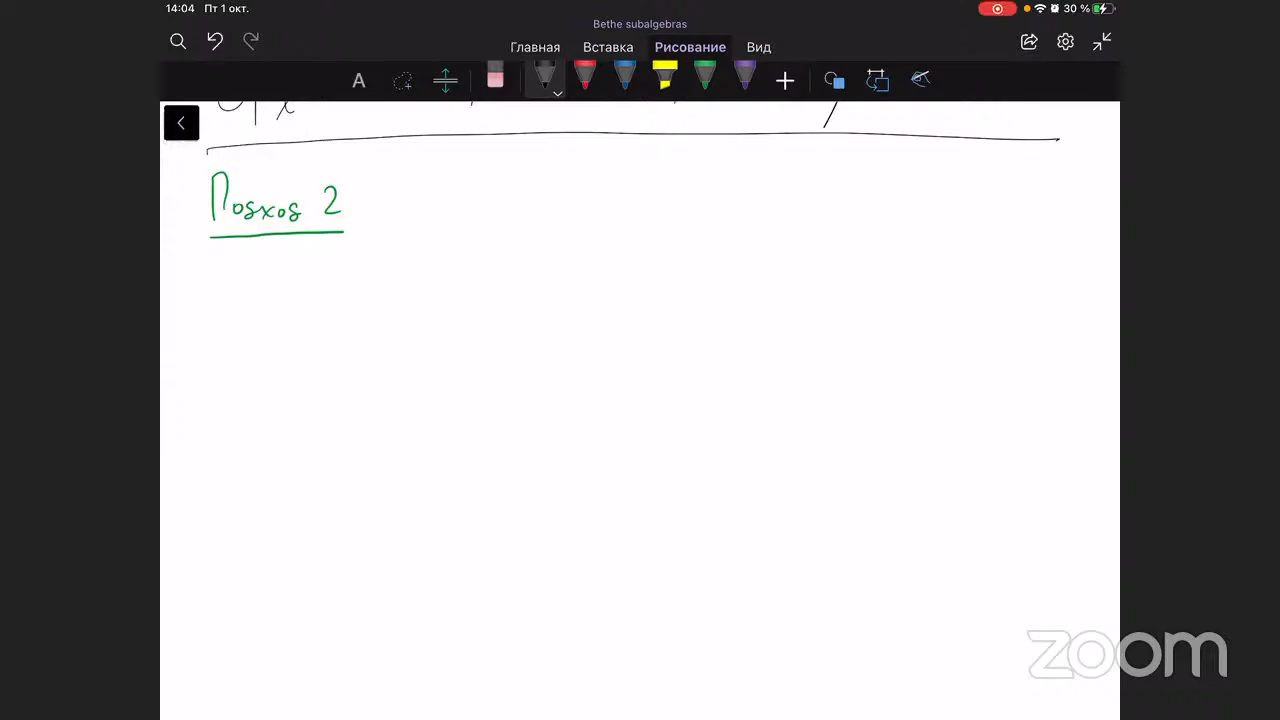 14:04 Пт 1 окт. 30 %
Bethe subalgebras
Главная Вставка Рисование Вид
A
Подход 2
zoom